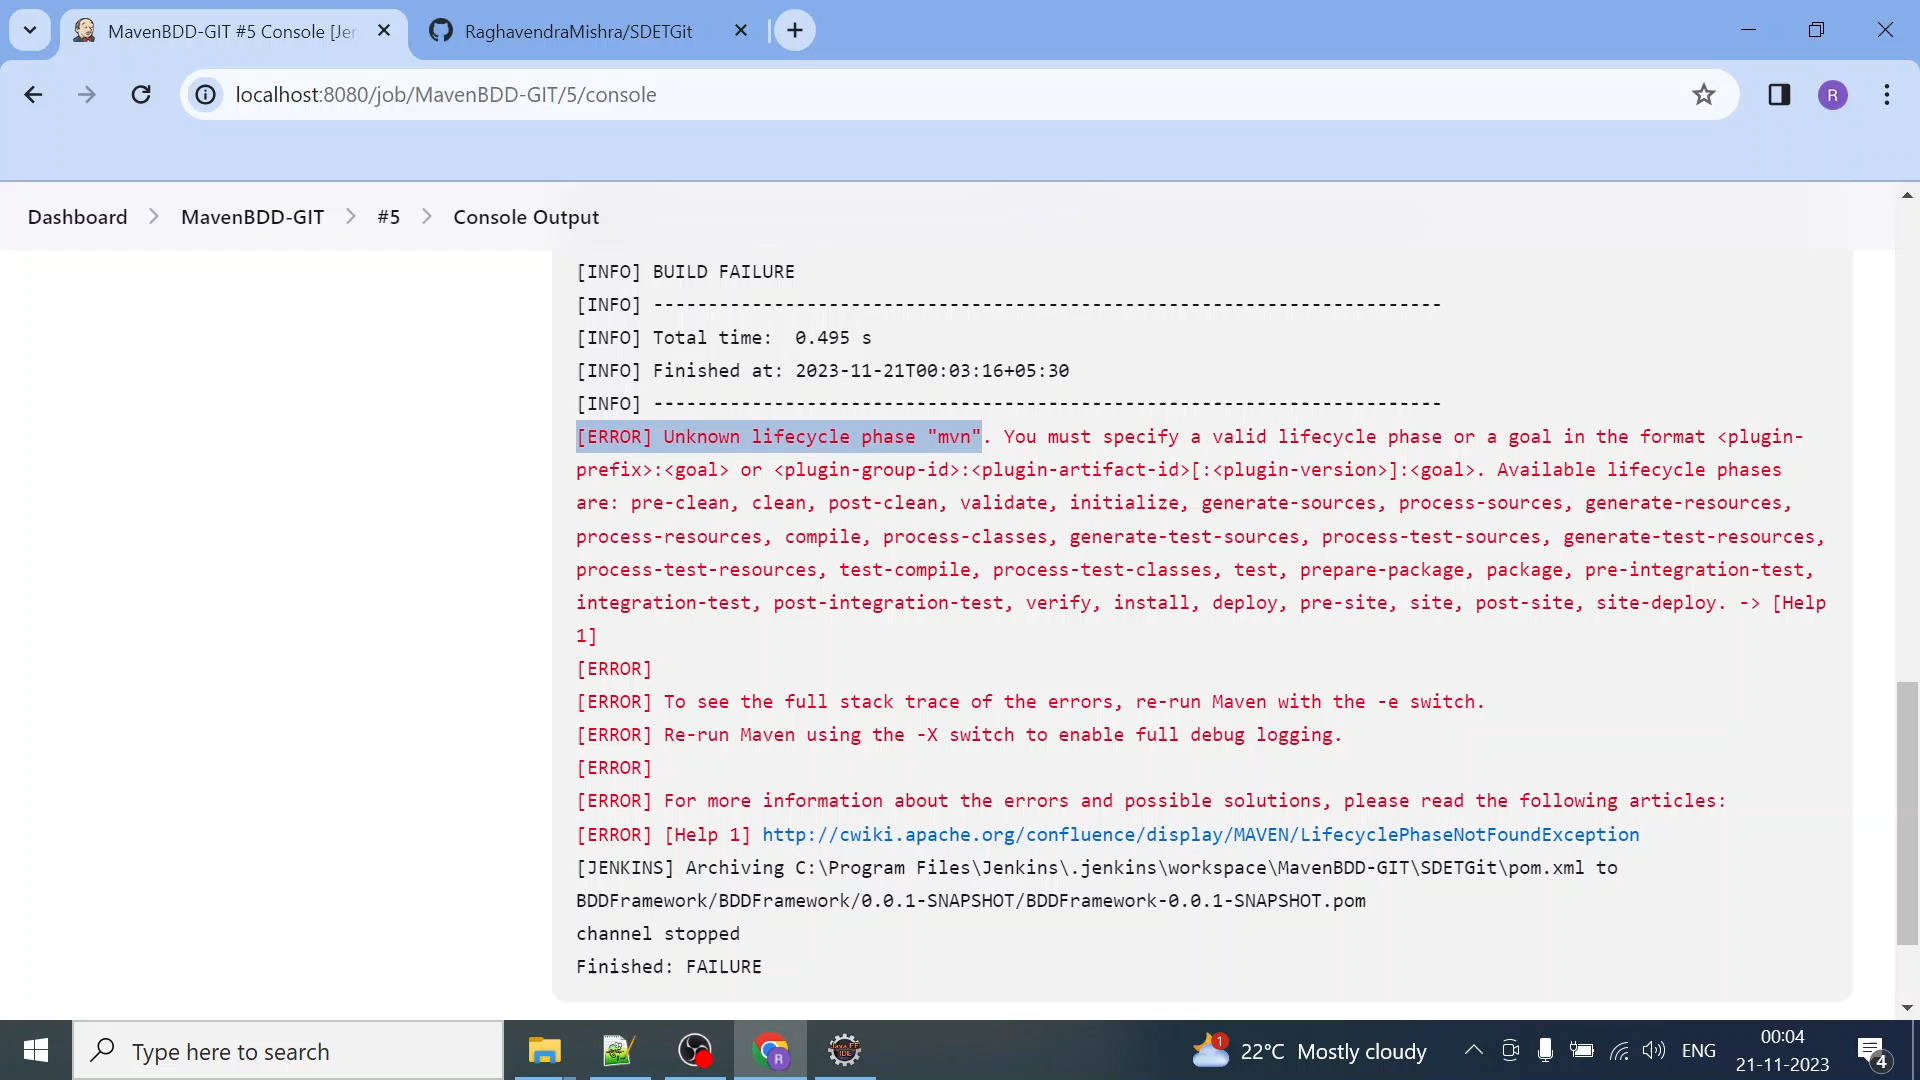 MavenBDD-GIT #5 Console [Jen
RaghavendraMishra/SDETGit
localhost:8080/job/MavenBDD-GIT/5/console
R
Dashboard > MavenBDD-GIT > #5 > Console Output
[INFO] BUILD FAILURE
[INFO] ------------------------------------------------------------------------
[INFO] Total time:  0.495 s
[INFO] Finished at: 2023-11-21T00:03:16+05:30
[INFO] ------------------------------------------------------------------------
[ERROR] Unknown lifecycle phase "mvn". You must specify a valid lifecycle phase or a goal in the format <plugin-
prefix>:<goal> or <plugin-group-id>:<plugin-artifact-id>[:<plugin-version>]:<goal>. Available lifecycle phases
are: pre-clean, clean, post-clean, validate, initialize, generate-sources, process-sources, generate-resources,
process-resources, compile, process-classes, generate-test-sources, process-test-sources, generate-test-resources,
process-test-resources, test-compile, process-test-classes, test, prepare-package, package, pre-integration-test,
integration-test, post-integration-test, verify, install, deploy, pre-site, site, post-site, site-deploy. -> [Help
1]
[ERROR]
[ERROR] To see the full stack trace of the errors, re-run Maven with the -e switch.
[ERROR] Re-run Maven using the -X switch to enable full debug logging.
[ERROR]
[ERROR] For more information about the errors and possible solutions, please read the following articles:
[ERROR] [Help 1] http://cwiki.apache.org/confluence/display/MAVEN/LifecyclePhaseNotFoundException
[JENKINS] Archiving C:\Program Files\Jenkins\.jenkins\workspace\MavenBDD-GIT\SDETGit\pom.xml to
BDDFramework/BDDFramework/0.0.1-SNAPSHOT/BDDFramework-0.0.1-SNAPSHOT.pom
channel stopped
Finished: FAILURE
Type here to search
R
Java EE
IDE
1
22°C Mostly cloudy
ENG
00:04
21-11-2023
4